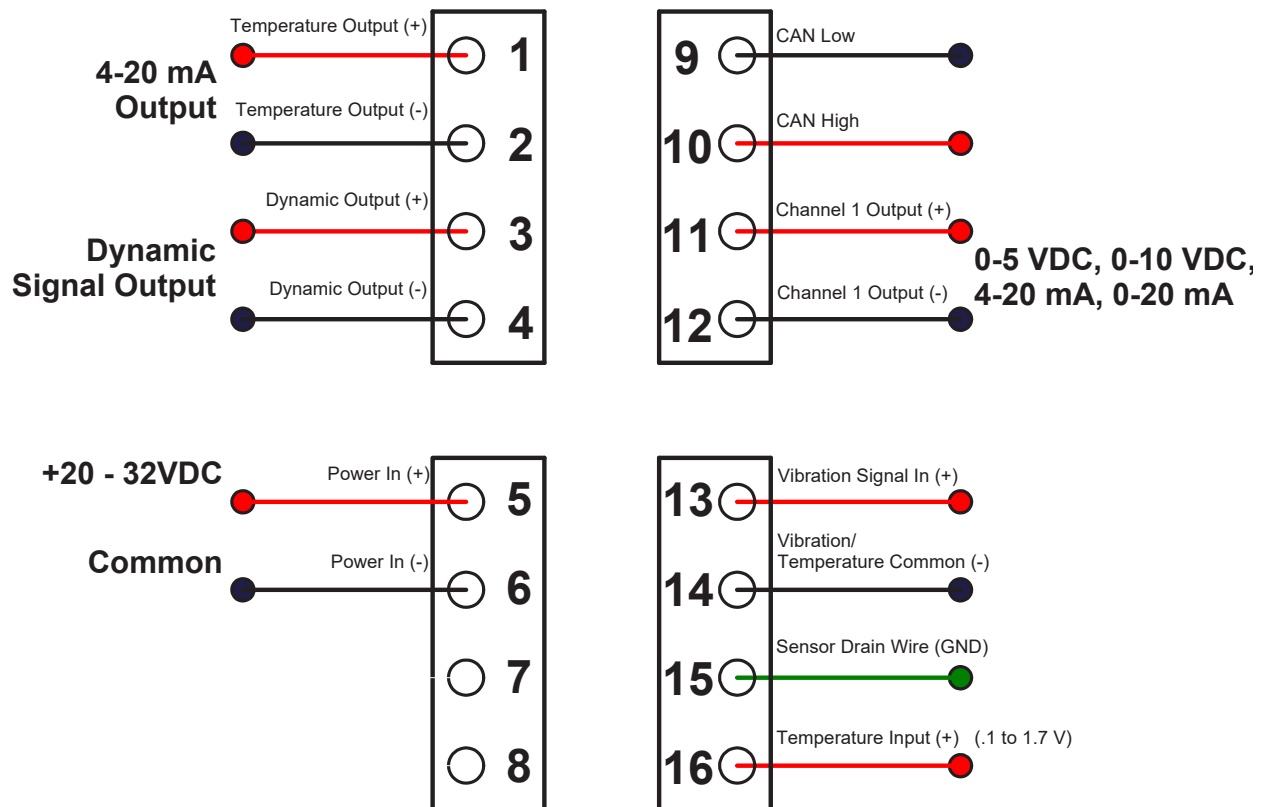 Temperature Output (+)
4-20 mA
Output
1
Temperature Output (-)
2
Dynamic Output (+)
3
Dynamic
Signal Output
Dynamic Output (-)
4
9
CAN Low
10
CAN High
11
Channel 1 Output (+)
0-5 VDC, 0-10 VDC,
4-20 mA, 0-20 mA
12
Channel 1 Output (-)
+20 - 32VDC
Power In (+)
5
Common
Power In (-)
6
7
8
13
Vibration Signal In (+)
14
Vibration/
Temperature Common (-)
15
Sensor Drain Wire (GND)
16
Temperature Input (+) (.1 to 1.7 V)